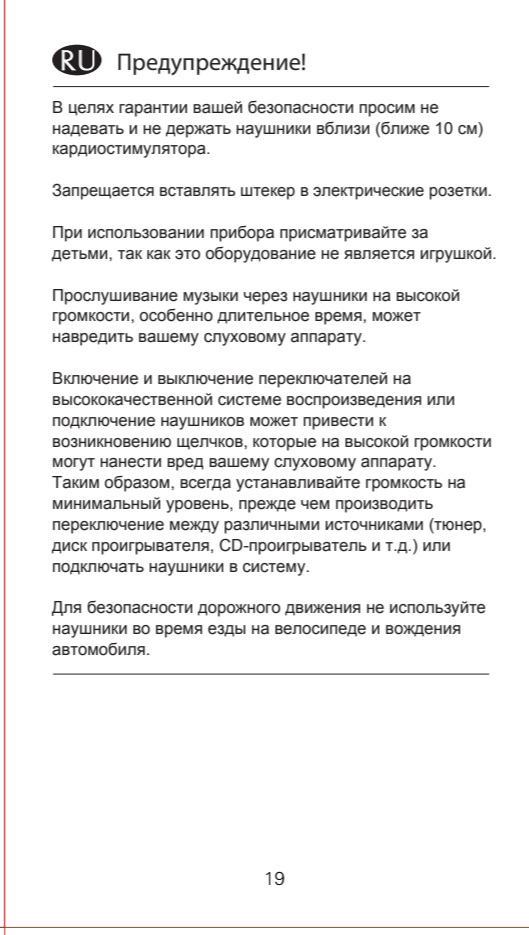 RU Предупреждение!
В целях гарантии вашей безопасности просим не
надевать и не держать наушники вблизи (ближе 10 см)
кардиостимулятора.
Запрещается вставлять штекер в электрические розетки.
При использовании прибора присматривайте за
детьми, так как это оборудование не является игрушкой.
Прослушивание музыки через наушники на высокой
громкости, особенно длительное время, может
навредить вашему слуховому аппарату.
Включение и выключение переключателей на
высококачественной системе воспроизведения или
подключение наушников может привести к
возникновению щелчков, которые на высокой громкости
могут нанести вред вашему слуховому аппарату.
Таким образом, всегда устанавливайте громкость на
минимальный уровень, прежде чем производить
переключение между различными источниками (тюнер,
диск проигрывателя, CD-проигрыватель и т.д.) или
подключать наушники в систему.
Для безопасности дорожного движения не используйте
наушники во время езды на велосипеде и вождения
автомобиля.
19